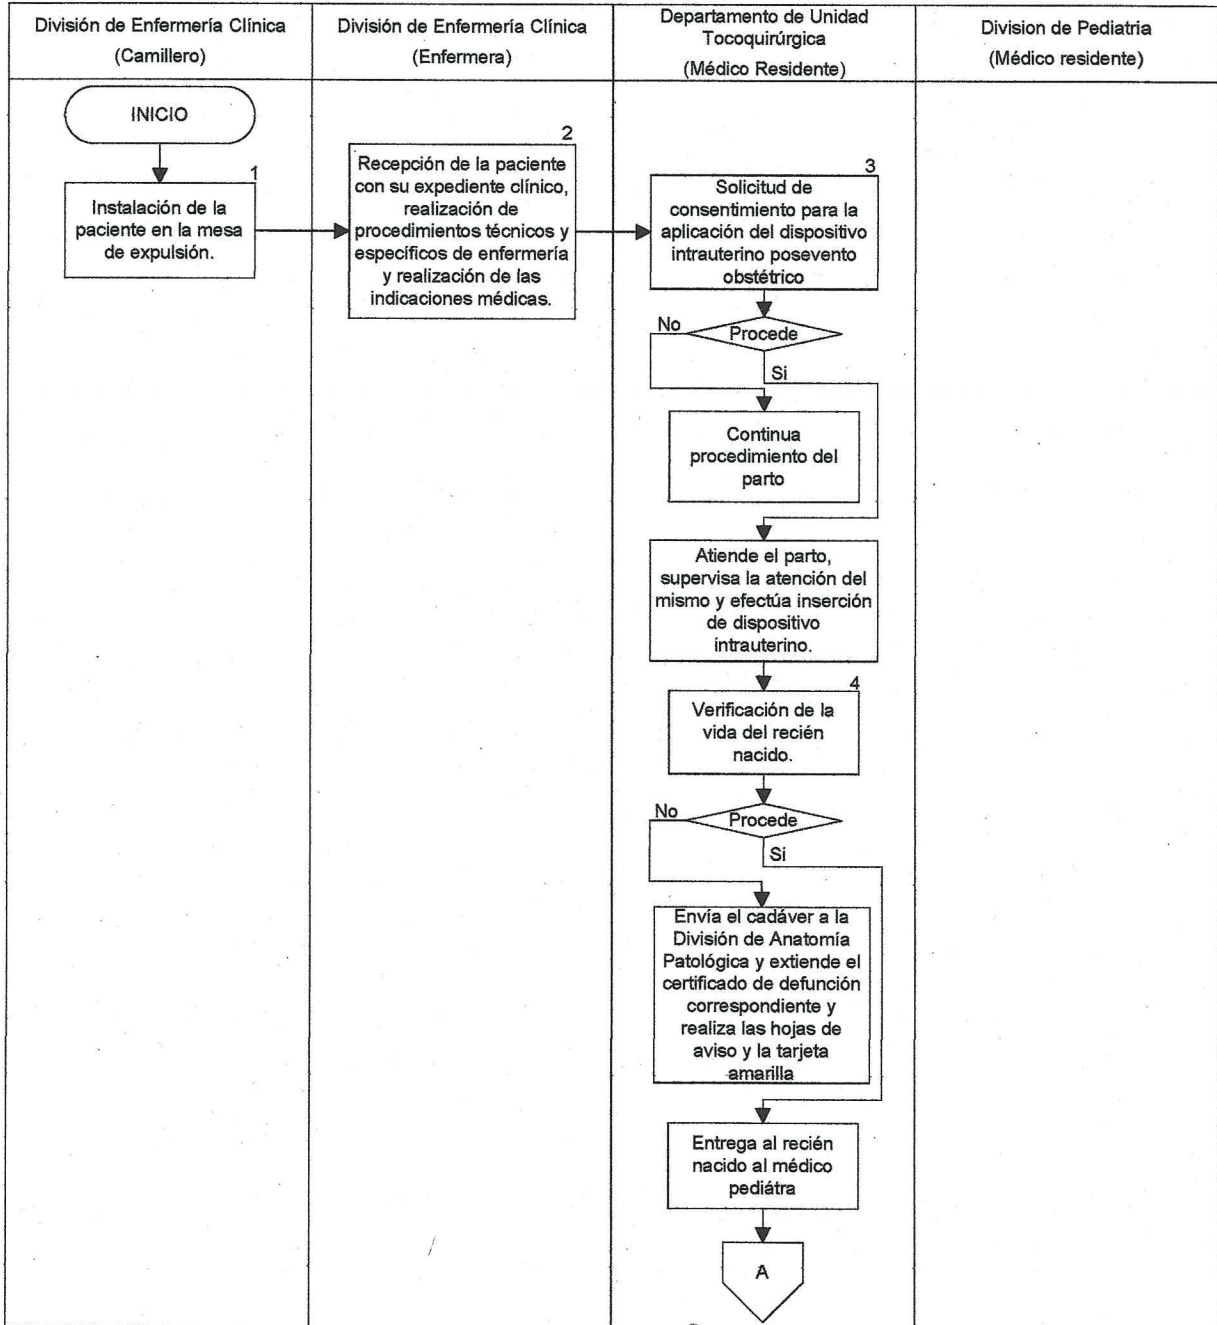 División de Enfermería Clínica
(Camillero)
División de Enfermería Clínica
(Enfermera)
Departamento de Unidad
Tocoquirúrgica
(Médico Residente)
Division de Pediatria
(Médico residente)
INICIO
1
Instalación de la
paciente en la mesa
de expulsión.
2
Recepción de la paciente
con su expediente clínico,
realización de
procedimientos técnicos y
específicos de enfermería
y realización de las
indicaciones médicas.
3
Solicitud de
consentimiento para la
aplicación del dispositivo
intrauterino posevento
obstétrico
No
Procede
Si
Continua
procedimiento del
parto
Atiende el parto,
supervisa la atención del
mismo y efectúa inserción
de dispositivo
intrauterino.
4
Verificación de la
vida del recién
nacido.
No
Procede
Si
Envía el cadáver a la
División de Anatomía
Patológica y extiende el
certificado de defunción
correspondiente y
realiza las hojas de
aviso y la tarjeta
amarilla
Entrega al recién
nacido al médico
pediátra
A